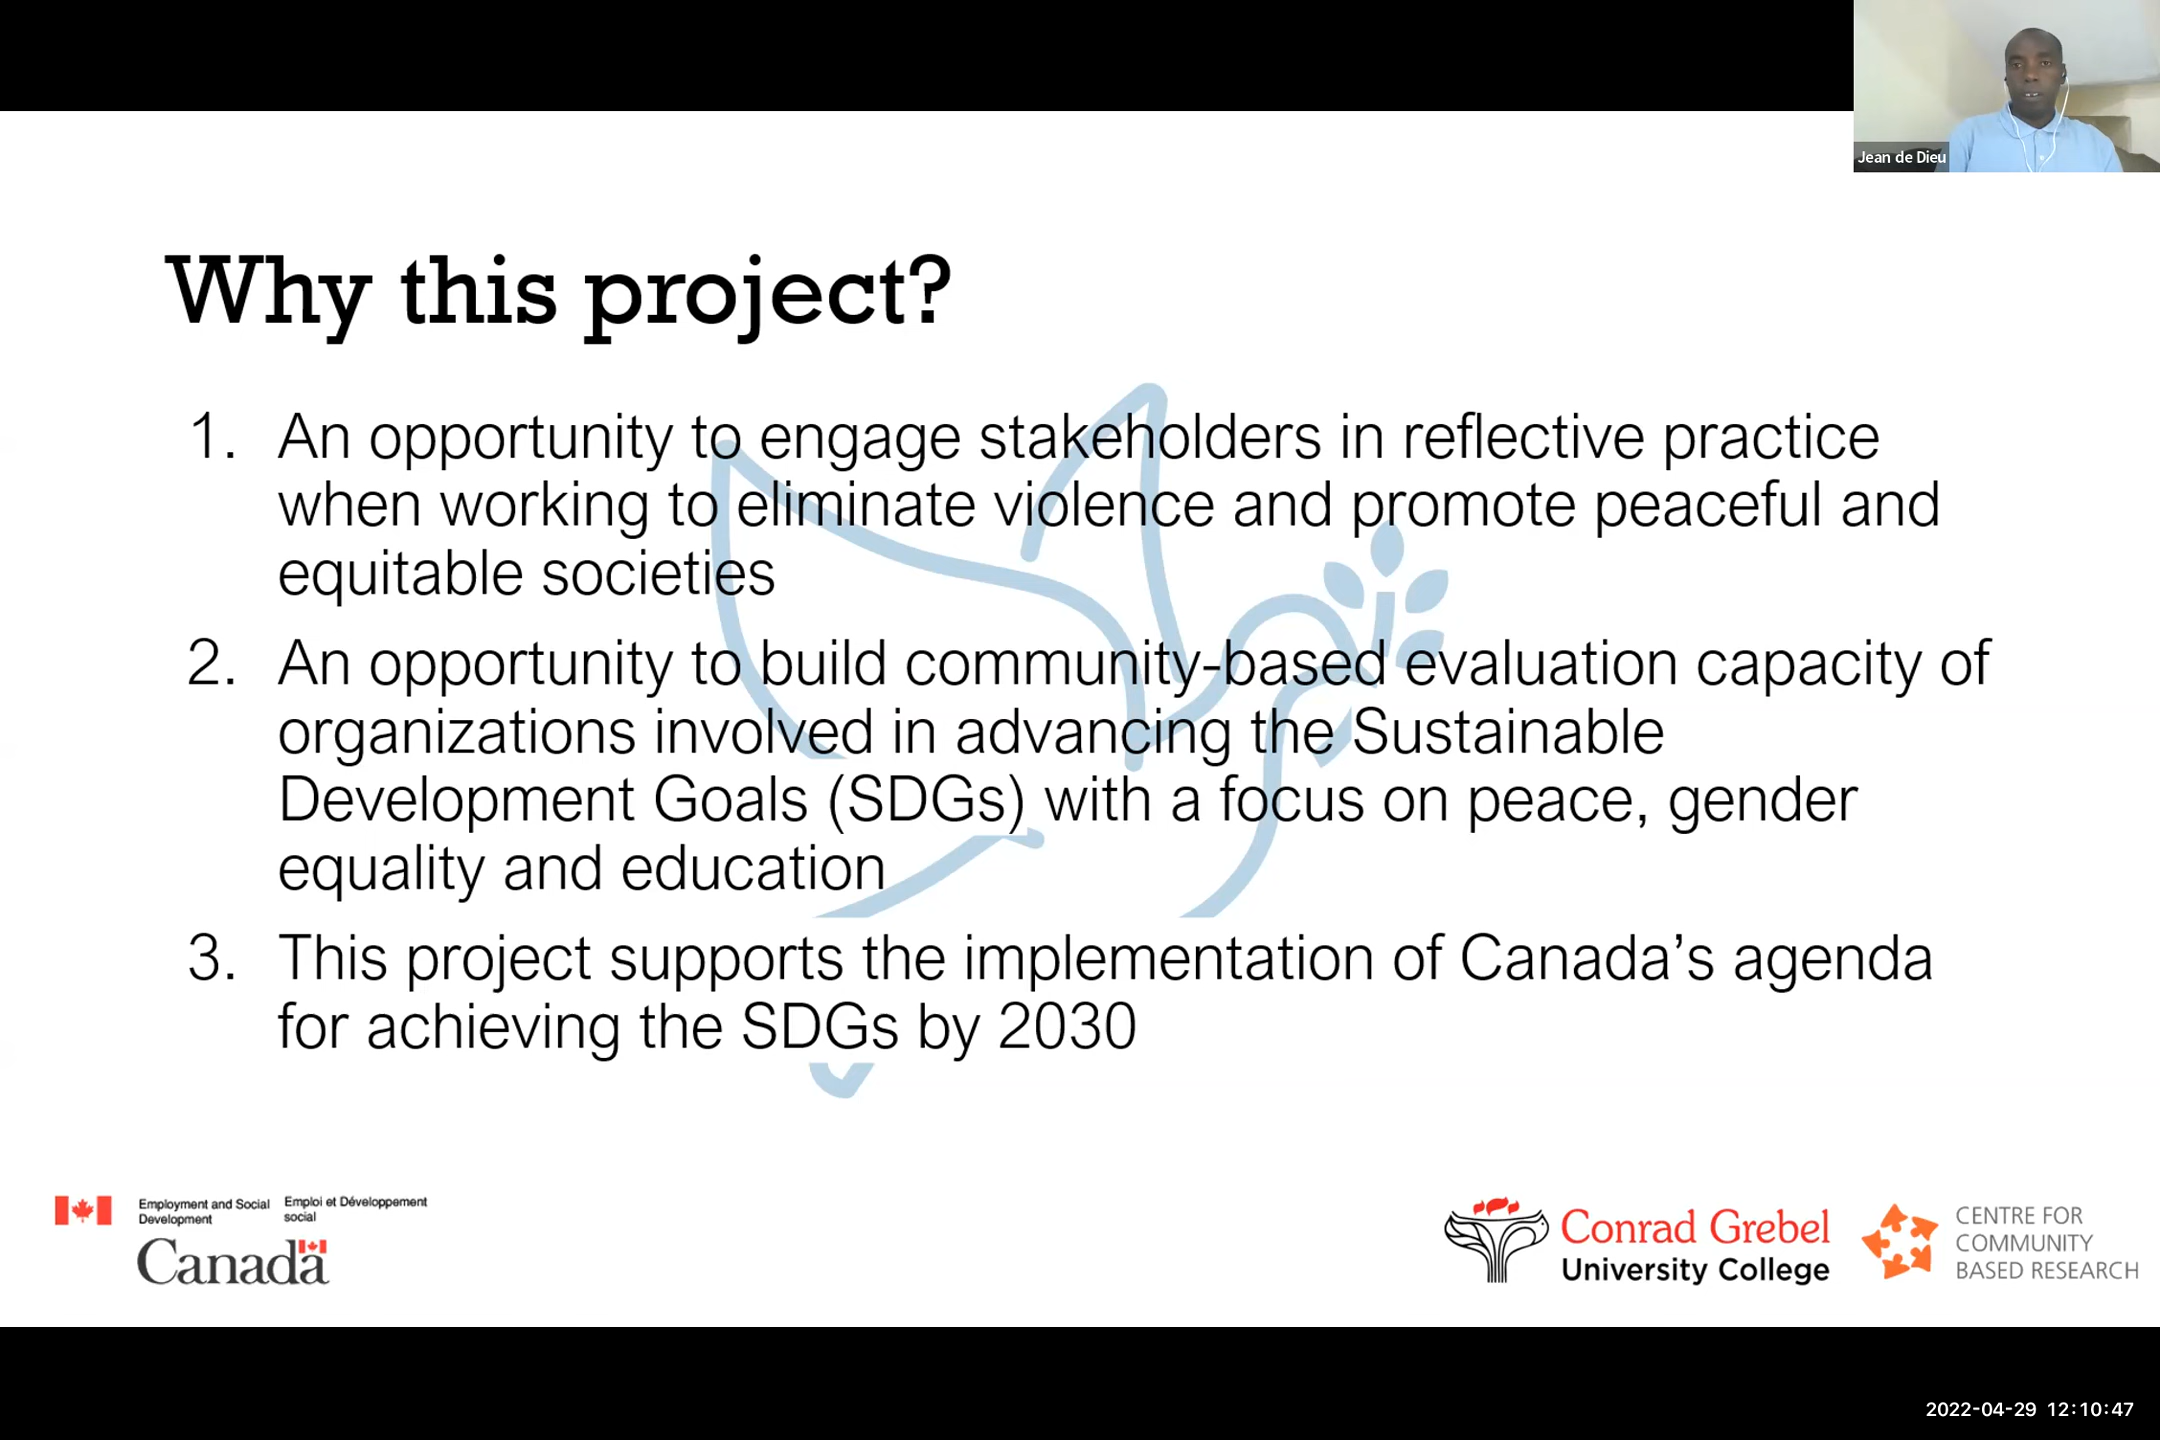 Jean de Dieu
Why this project?
1. An opportunity to engage stakeholders in reflective practice
when working to eliminate violence and promote peaceful and
equitable societies
2. An opportunity to build community-based evaluation capacity of
organizations involved in advancing the Sustainable
Development Goals (SDGs) with a focus on peace, gender
equality and education
3. This project supports the implementation of Canada’s agenda
for achieving the SDGs by 2030
Employment and Social
Development
Emploi et Développement
social
Canada
Conrad Grebel
University College
CENTRE FOR
COMMUNITY
BASED RESEARCH
2022-04-29 12:10:47